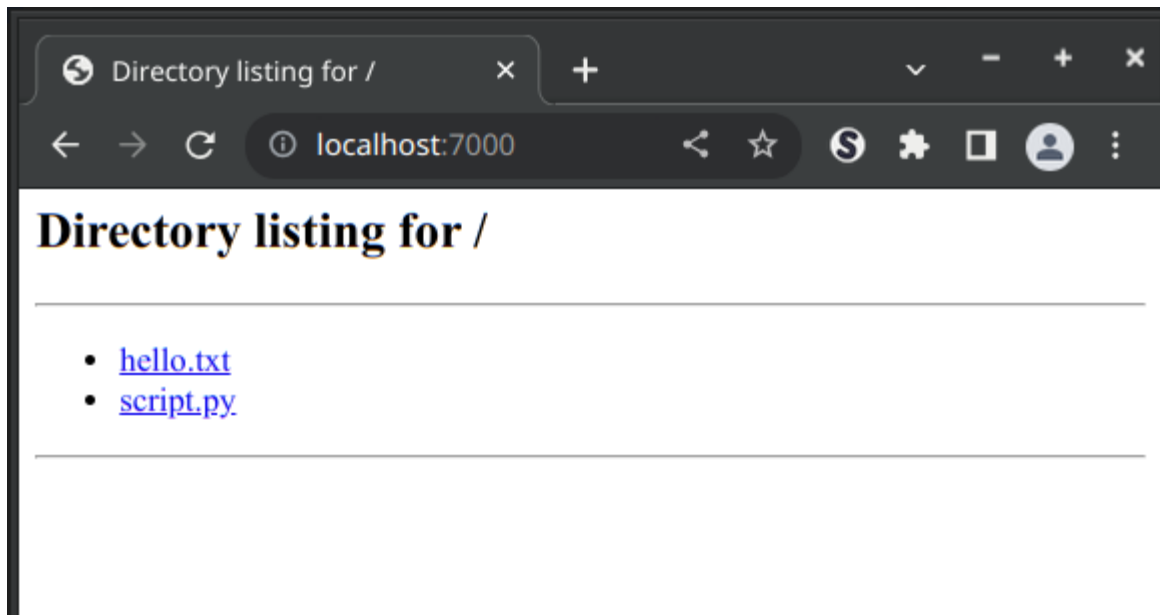 Directory listing for /
localhost:7000
Directory listing for /
hello.txt
script.py